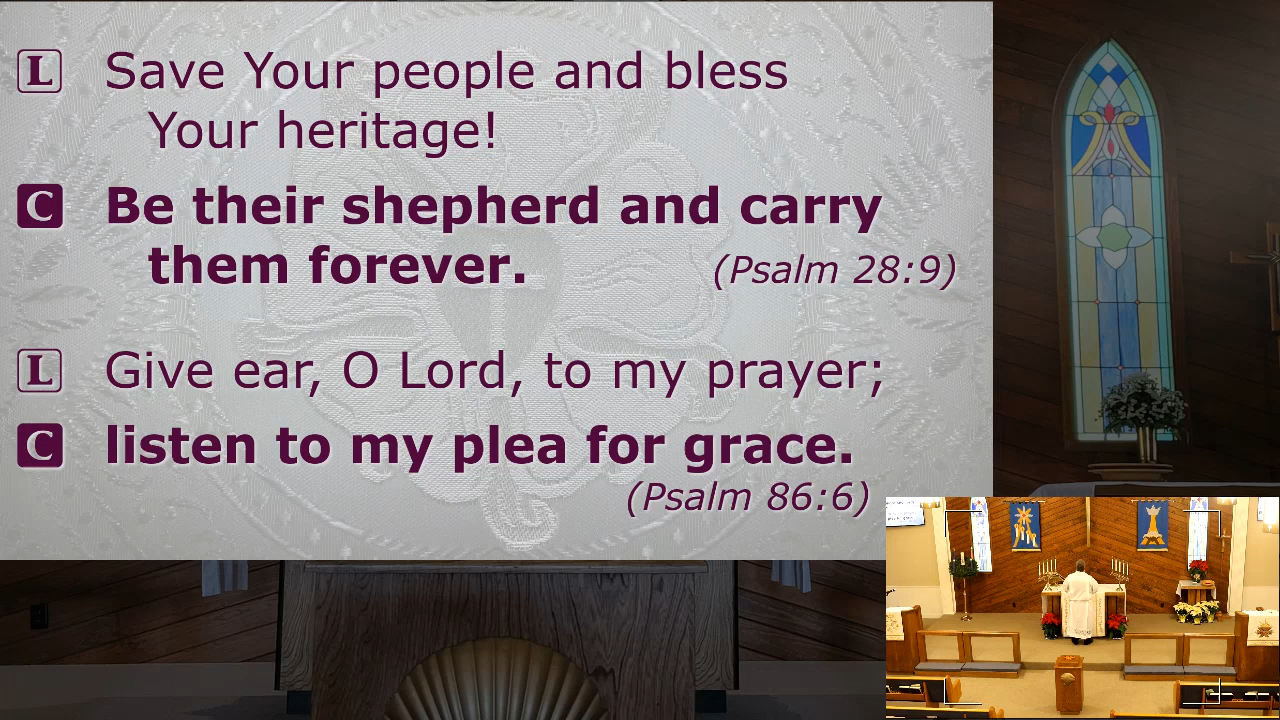 L Save Your people and bless
Your heritage!
C Be their shepherd and carry
them forever. (Psalm 28:9)
L Give ear, O Lord, to my prayer;
C listen to my plea for grace.
(Psalm 86:6)